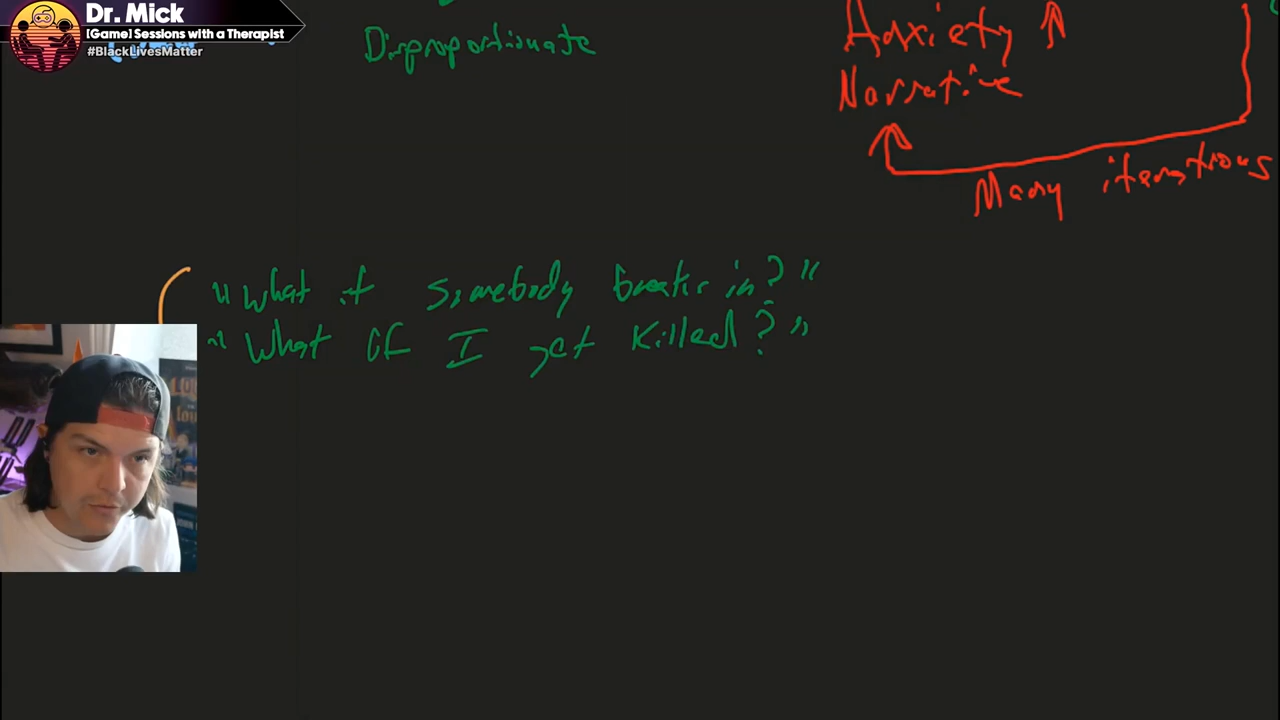 Dr. Mick
[Game] Sessions with a Therapist
#BlackLivesMatter
Disproportionate
Anxiety
Narrative
Many iterations
"What if somebody breaks in?"
"What if I get killed?"